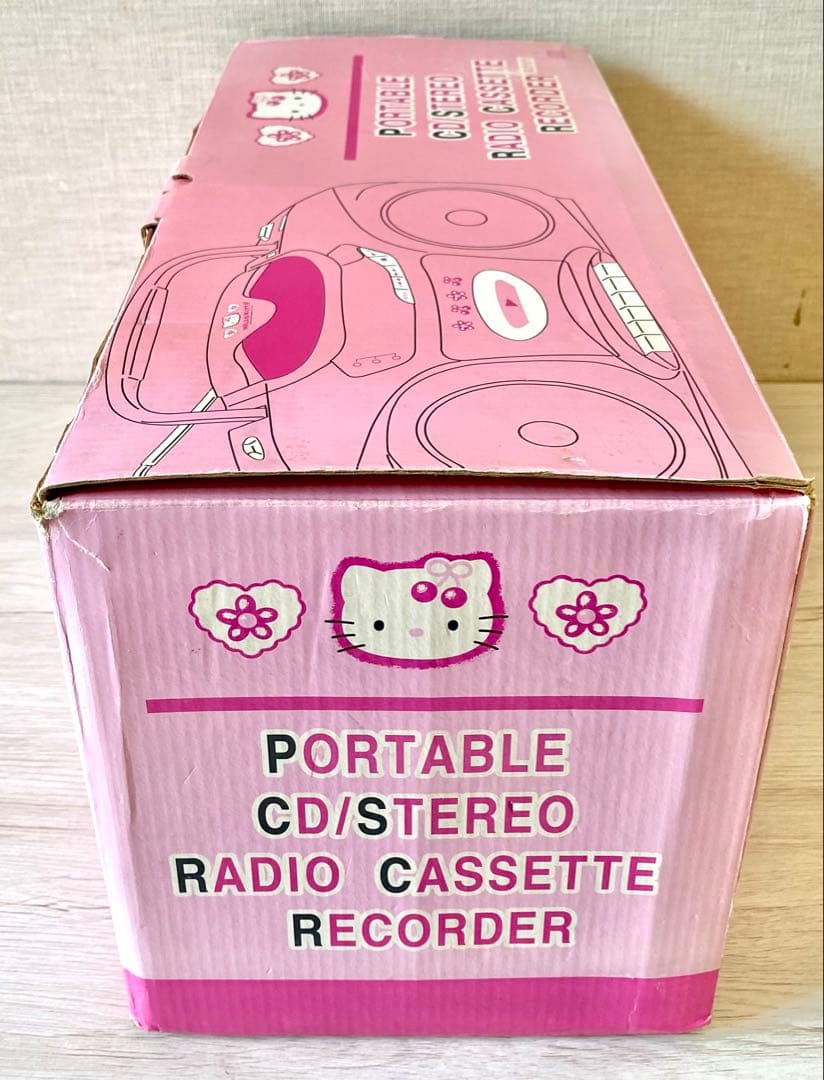 PORTABLE
CD/STEREO
RADIO CASSETTE
RECORDER
PORTABLE
CD/STEREO
RADIO CASSETTE
RECORDER